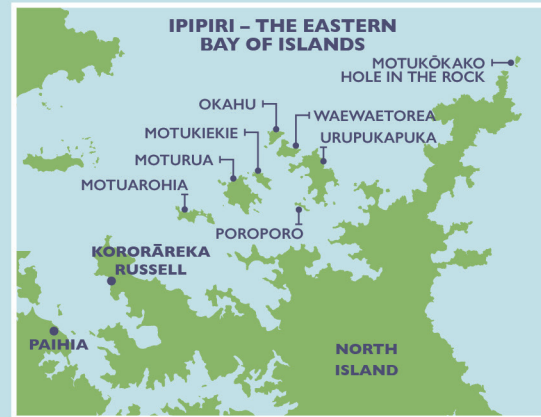 IPIPIRI – THE EASTERN
BAY OF ISLANDS
MOTUKŌKAKO
HOLE IN THE ROCK
OKAHU
WAEWAETOREA
MOTUKIEKIE
URUPUKAPUKA
MOTURUA
MOTUAROHIA
POROPORO
KORORĀREKA
RUSSELL
PAIHIA
NORTH
ISLAND